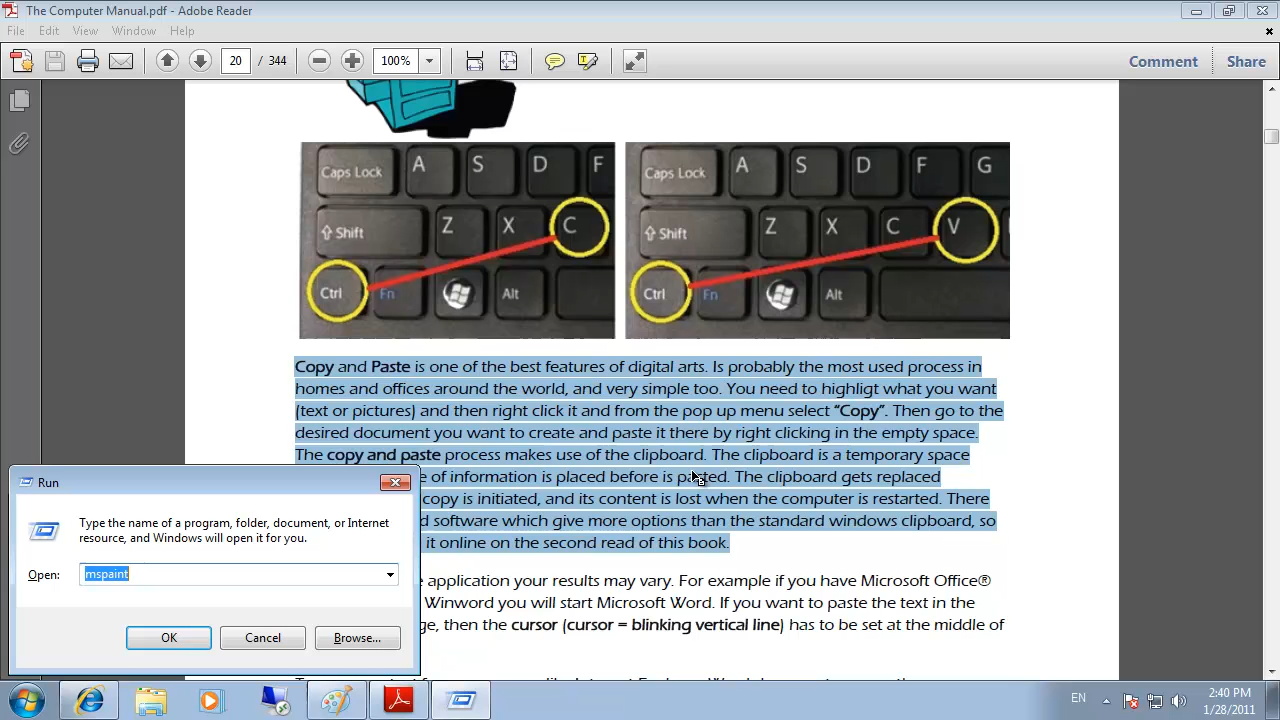 The Computer Manual.pdf - Adobe Reader
File Edit View Window Help
20 / 344 100% Comment Share
Caps Lock A S D F
Shift Z X C
Ctrl Fn Alt
Caps Lock A S D F G
Shift Z X C V
Ctrl Fn Alt
Copy and Paste is one of the best features of digital arts. Is probably the most used process in
homes and offices around the world, and very simple too. You need to highligt what you want
(text or pictures) and then right click it and from the pop up menu select “Copy”. Then go to the
desired document you want to create and paste it there by right clicking in the empty space.
The copy and paste process makes use of the clipboard. The clipboard is a temporary space
e of information is placed before is pasted. The clipboard gets replaced
copy is initiated, and its content is lost when the computer is restarted. There
d software which give more options than the standard windows clipboard, so
it online on the second read of this book.
e application your results may vary. For example if you have Microsoft Office®
Winword you will start Microsoft Word. If you want to paste the text in the
ge, then the cursor (cursor = blinking vertical line) has to be set at the middle of
Run
Type the name of a program, folder, document, or Internet
resource, and Windows will open it for you.
Open: mspaint
OK Cancel Browse...
EN
2:40 PM
1/28/2011